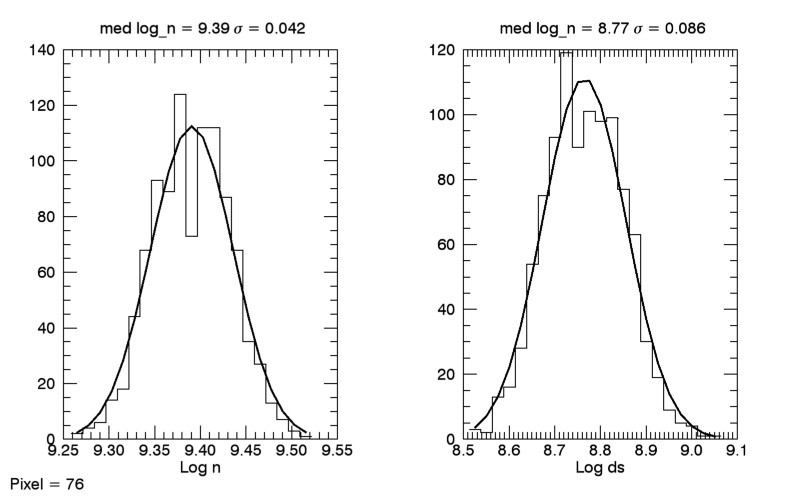 med log_n = 9.39 σ = 0.042
140
120
100
80
60
40
20
0
9.25 9.30 9.35 9.40 9.45 9.50 9.55
Log n
med log_n = 8.77 σ = 0.086
120
100
80
60
40
20
0
8.5 8.6 8.7 8.8 8.9 9.0 9.1
Log ds
Pixel = 76